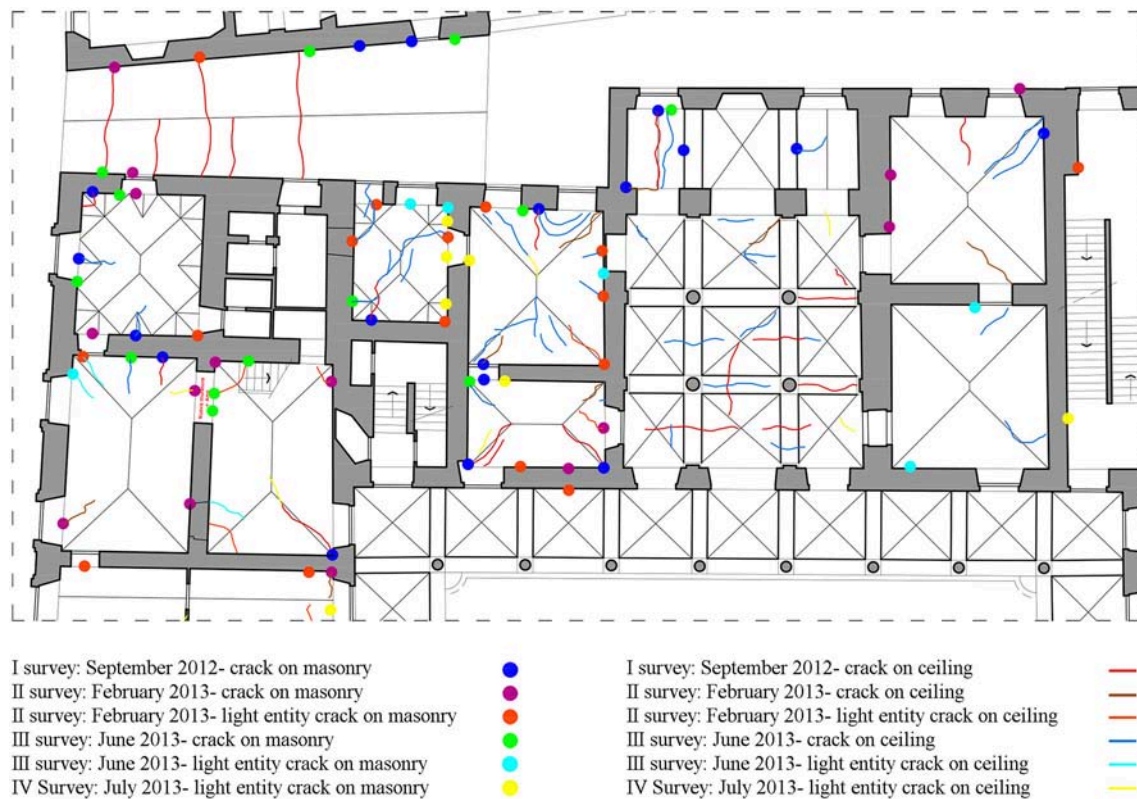 I survey: September 2012- crack on masonry
II survey: February 2013- crack on masonry
II survey: February 2013- light entity crack on masonry
III survey: June 2013- crack on masonry
III survey: June 2013- light entity crack on masonry
IV Survey: July 2013- light entity crack on masonry
I survey: September 2012- crack on ceiling
II survey: February 2013- crack on ceiling
II survey: February 2013- light entity crack on ceiling
III survey: June 2013- crack on ceiling
III survey: June 2013- light entity crack on ceiling
IV Survey: July 2013- light entity crack on ceiling